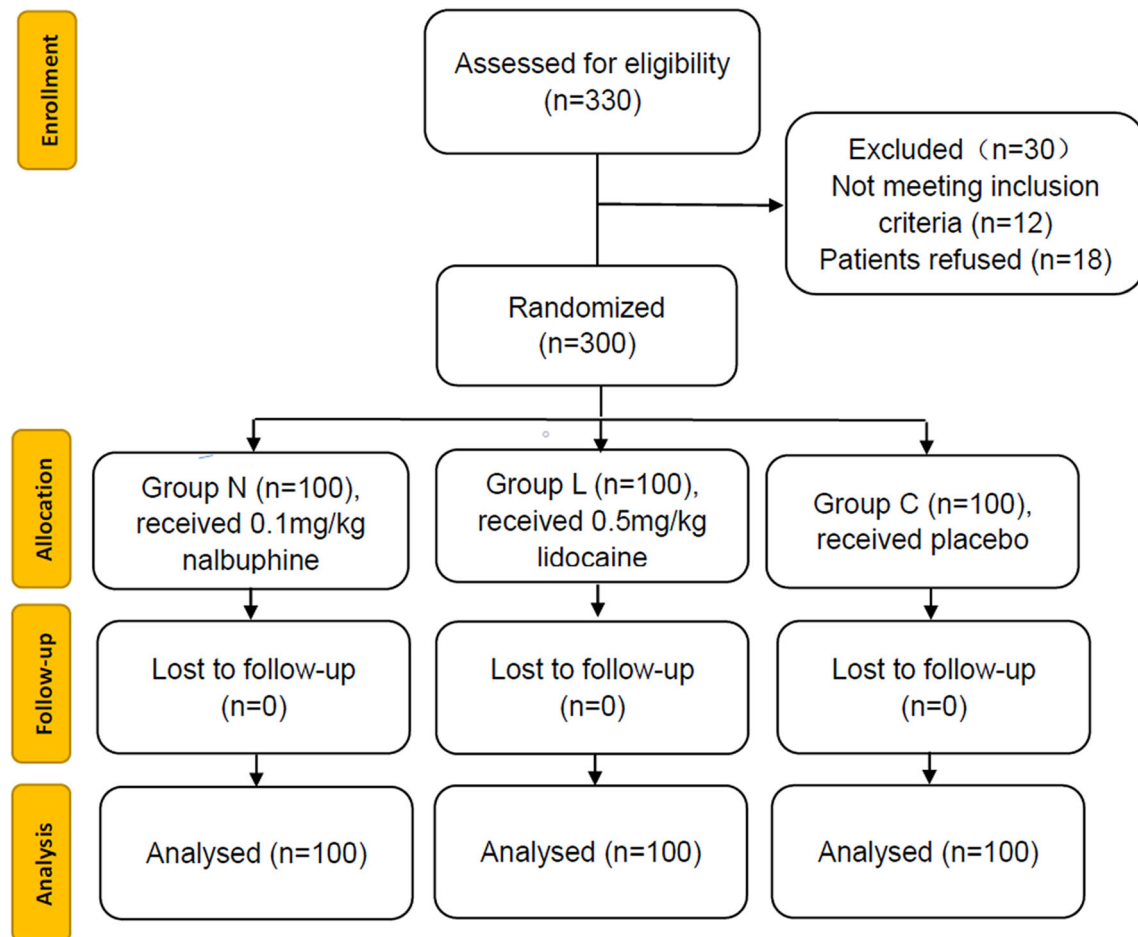 Enrollment
Assessed for eligibility
(n=330)
Excluded（n=30）
Not meeting inclusion
criteria (n=12)
Patients refused (n=18)
Randomized
(n=300)
Allocation
Group N (n=100),
received 0.1mg/kg
nalbuphine
Group L (n=100),
received 0.5mg/kg
lidocaine
Group C (n=100),
received placebo
Follow-up
Lost to follow-up
(n=0)
Lost to follow-up
(n=0)
Lost to follow-up
(n=0)
Analysis
Analysed (n=100)
Analysed (n=100)
Analysed (n=100)